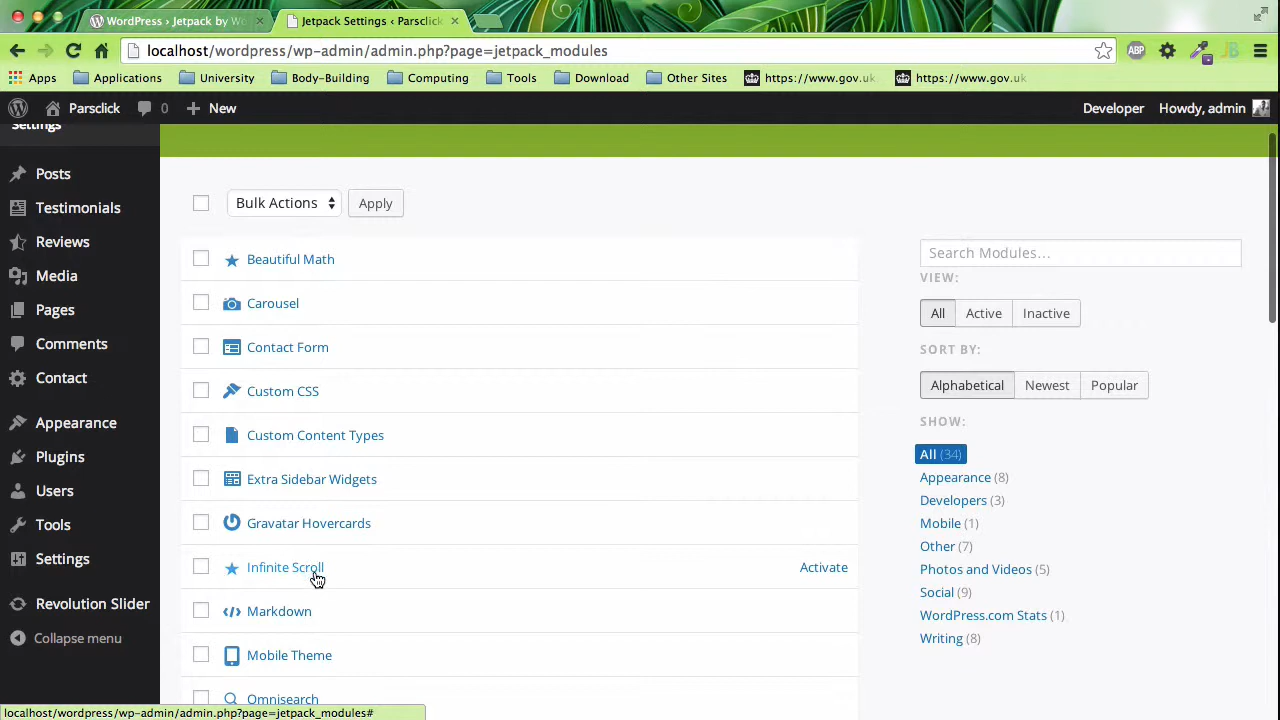 WordPress › Jetpack by Wo
Jetpack Settings ‹ Parsclick
localhost/wordpress/wp-admin/admin.php?page=jetpack_modules
Apps
Applications
University
Body-Building
Computing
Tools
Download
Other Sites
https://www.gov.uk
https://www.gov.uk
ABP
JB
Parsclick
0
New
Developer
Howdy, admin
Settings
Posts
Testimonials
Reviews
Media
Pages
Comments
Contact
Appearance
Plugins
Users
Tools
Settings
Revolution Slider
Collapse menu
Bulk Actions
Apply
Beautiful Math
Carousel
Contact Form
Custom CSS
Custom Content Types
Extra Sidebar Widgets
Gravatar Hovercards
Infinite Scroll
Activate
Markdown
Mobile Theme
Omnisearch
Search Modules...
VIEW:
All
Active
Inactive
SORT BY:
Alphabetical
Newest
Popular
SHOW:
All (34)
Appearance (8)
Developers (3)
Mobile (1)
Other (7)
Photos and Videos (5)
Social (9)
WordPress.com Stats (1)
Writing (8)
localhost/wordpress/wp-admin/admin.php?page=jetpack_modules#